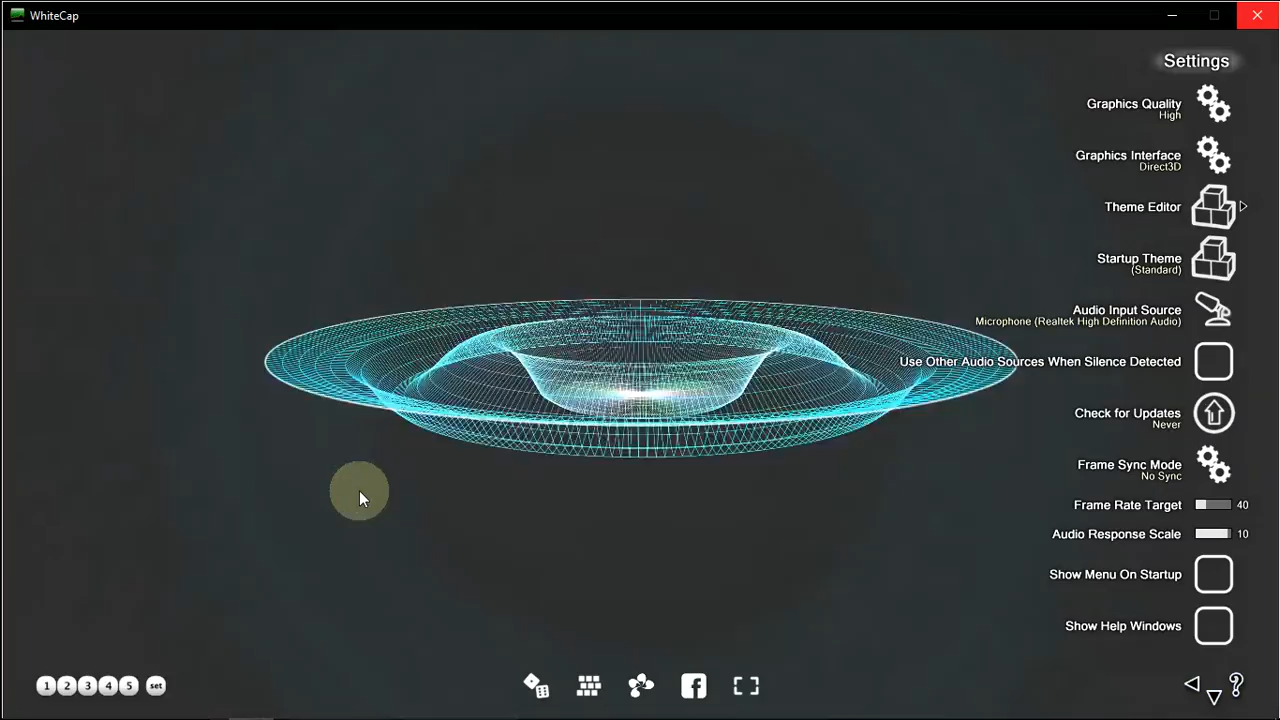 WhiteCap
Settings
Graphics Quality
High
Graphics Interface
Direct3D
Theme Editor
Startup Theme
(Standard)
Audio Input Source
Microphone (Realtek High Definition Audio)
Use Other Audio Sources When Silence Detected
Check for Updates
Never
Frame Sync Mode
No Sync
Frame Rate Target 40
Audio Response Scale 10
Show Menu On Startup
Show Help Windows
1 2 3 4 5 set
f
?